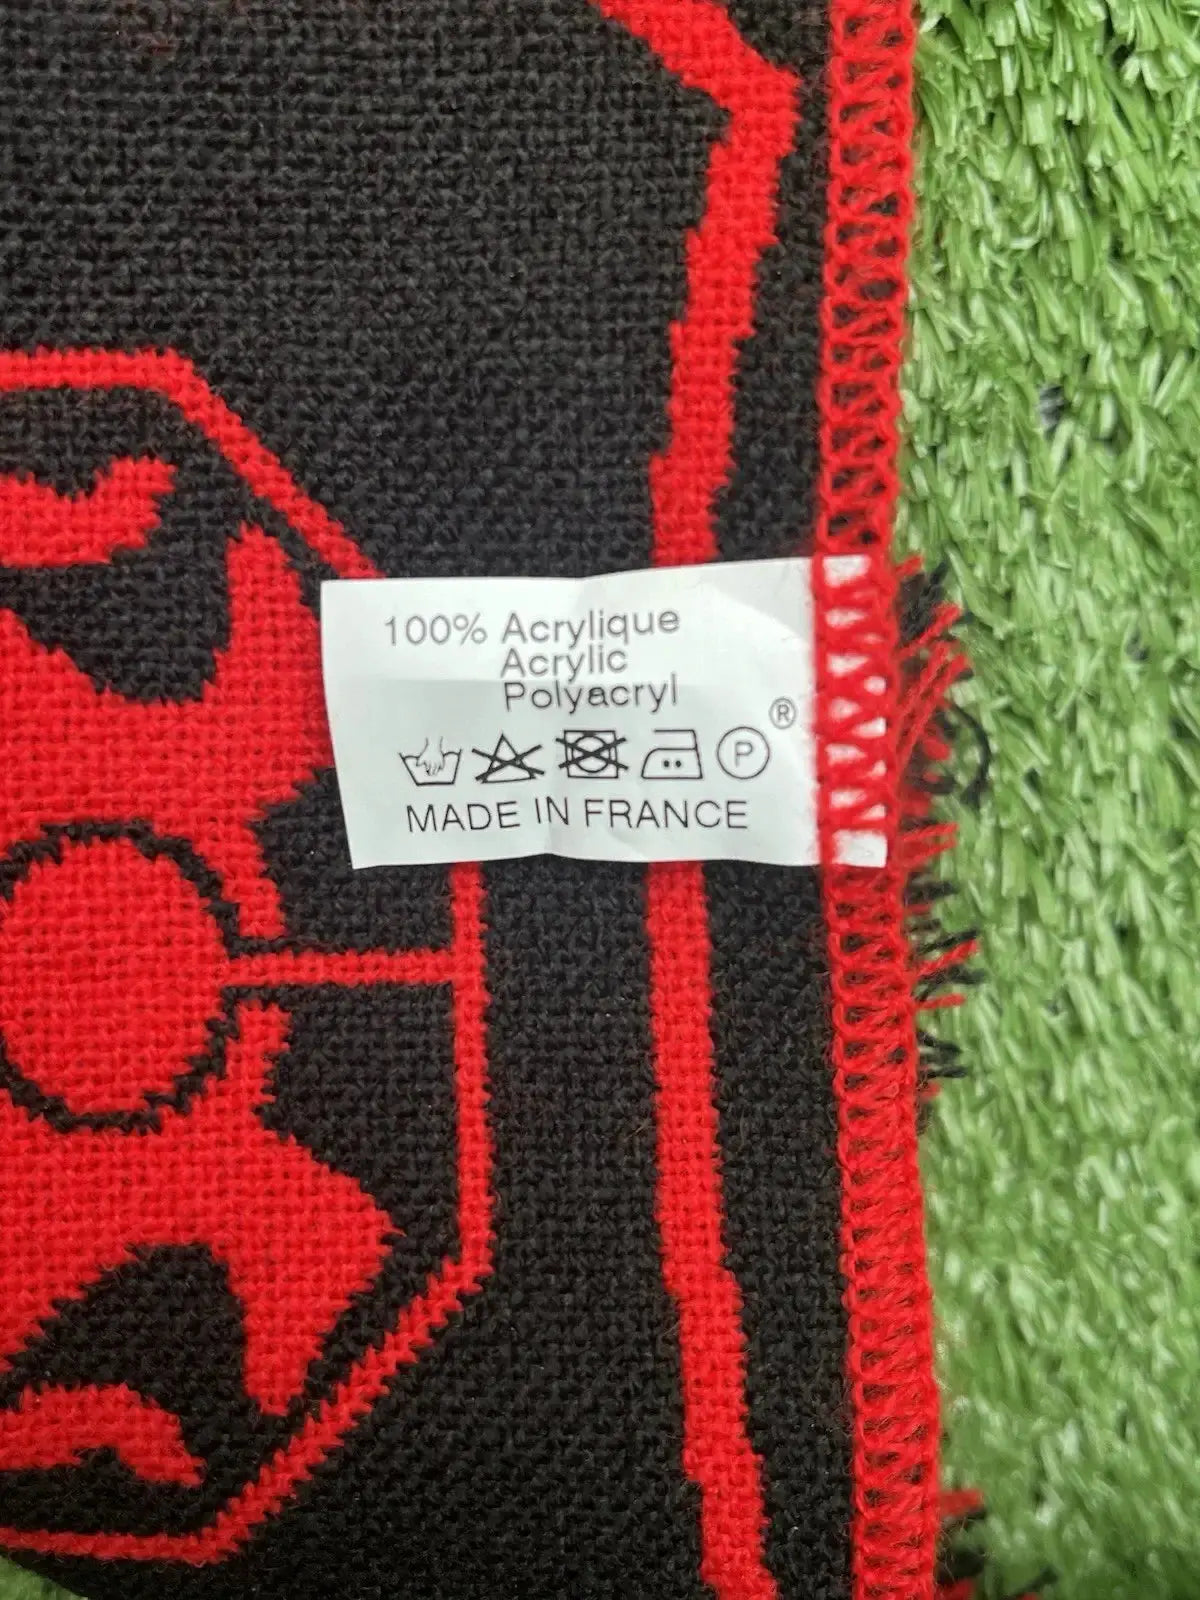 100% Acrylique
Acrylic
Polyacryl
P ®
MADE IN FRANCE